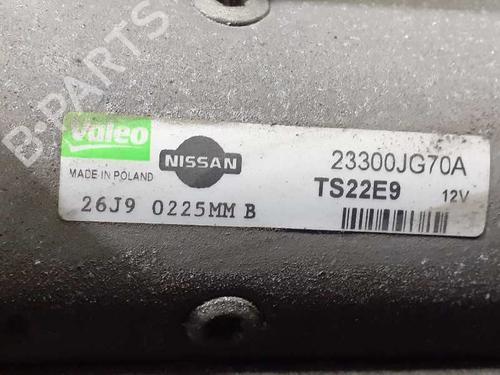 B-PARTS
Valeo
MADE IN POLAND
NISSAN
23300JG70A
TS22E9
12V
26J9 0225MM B